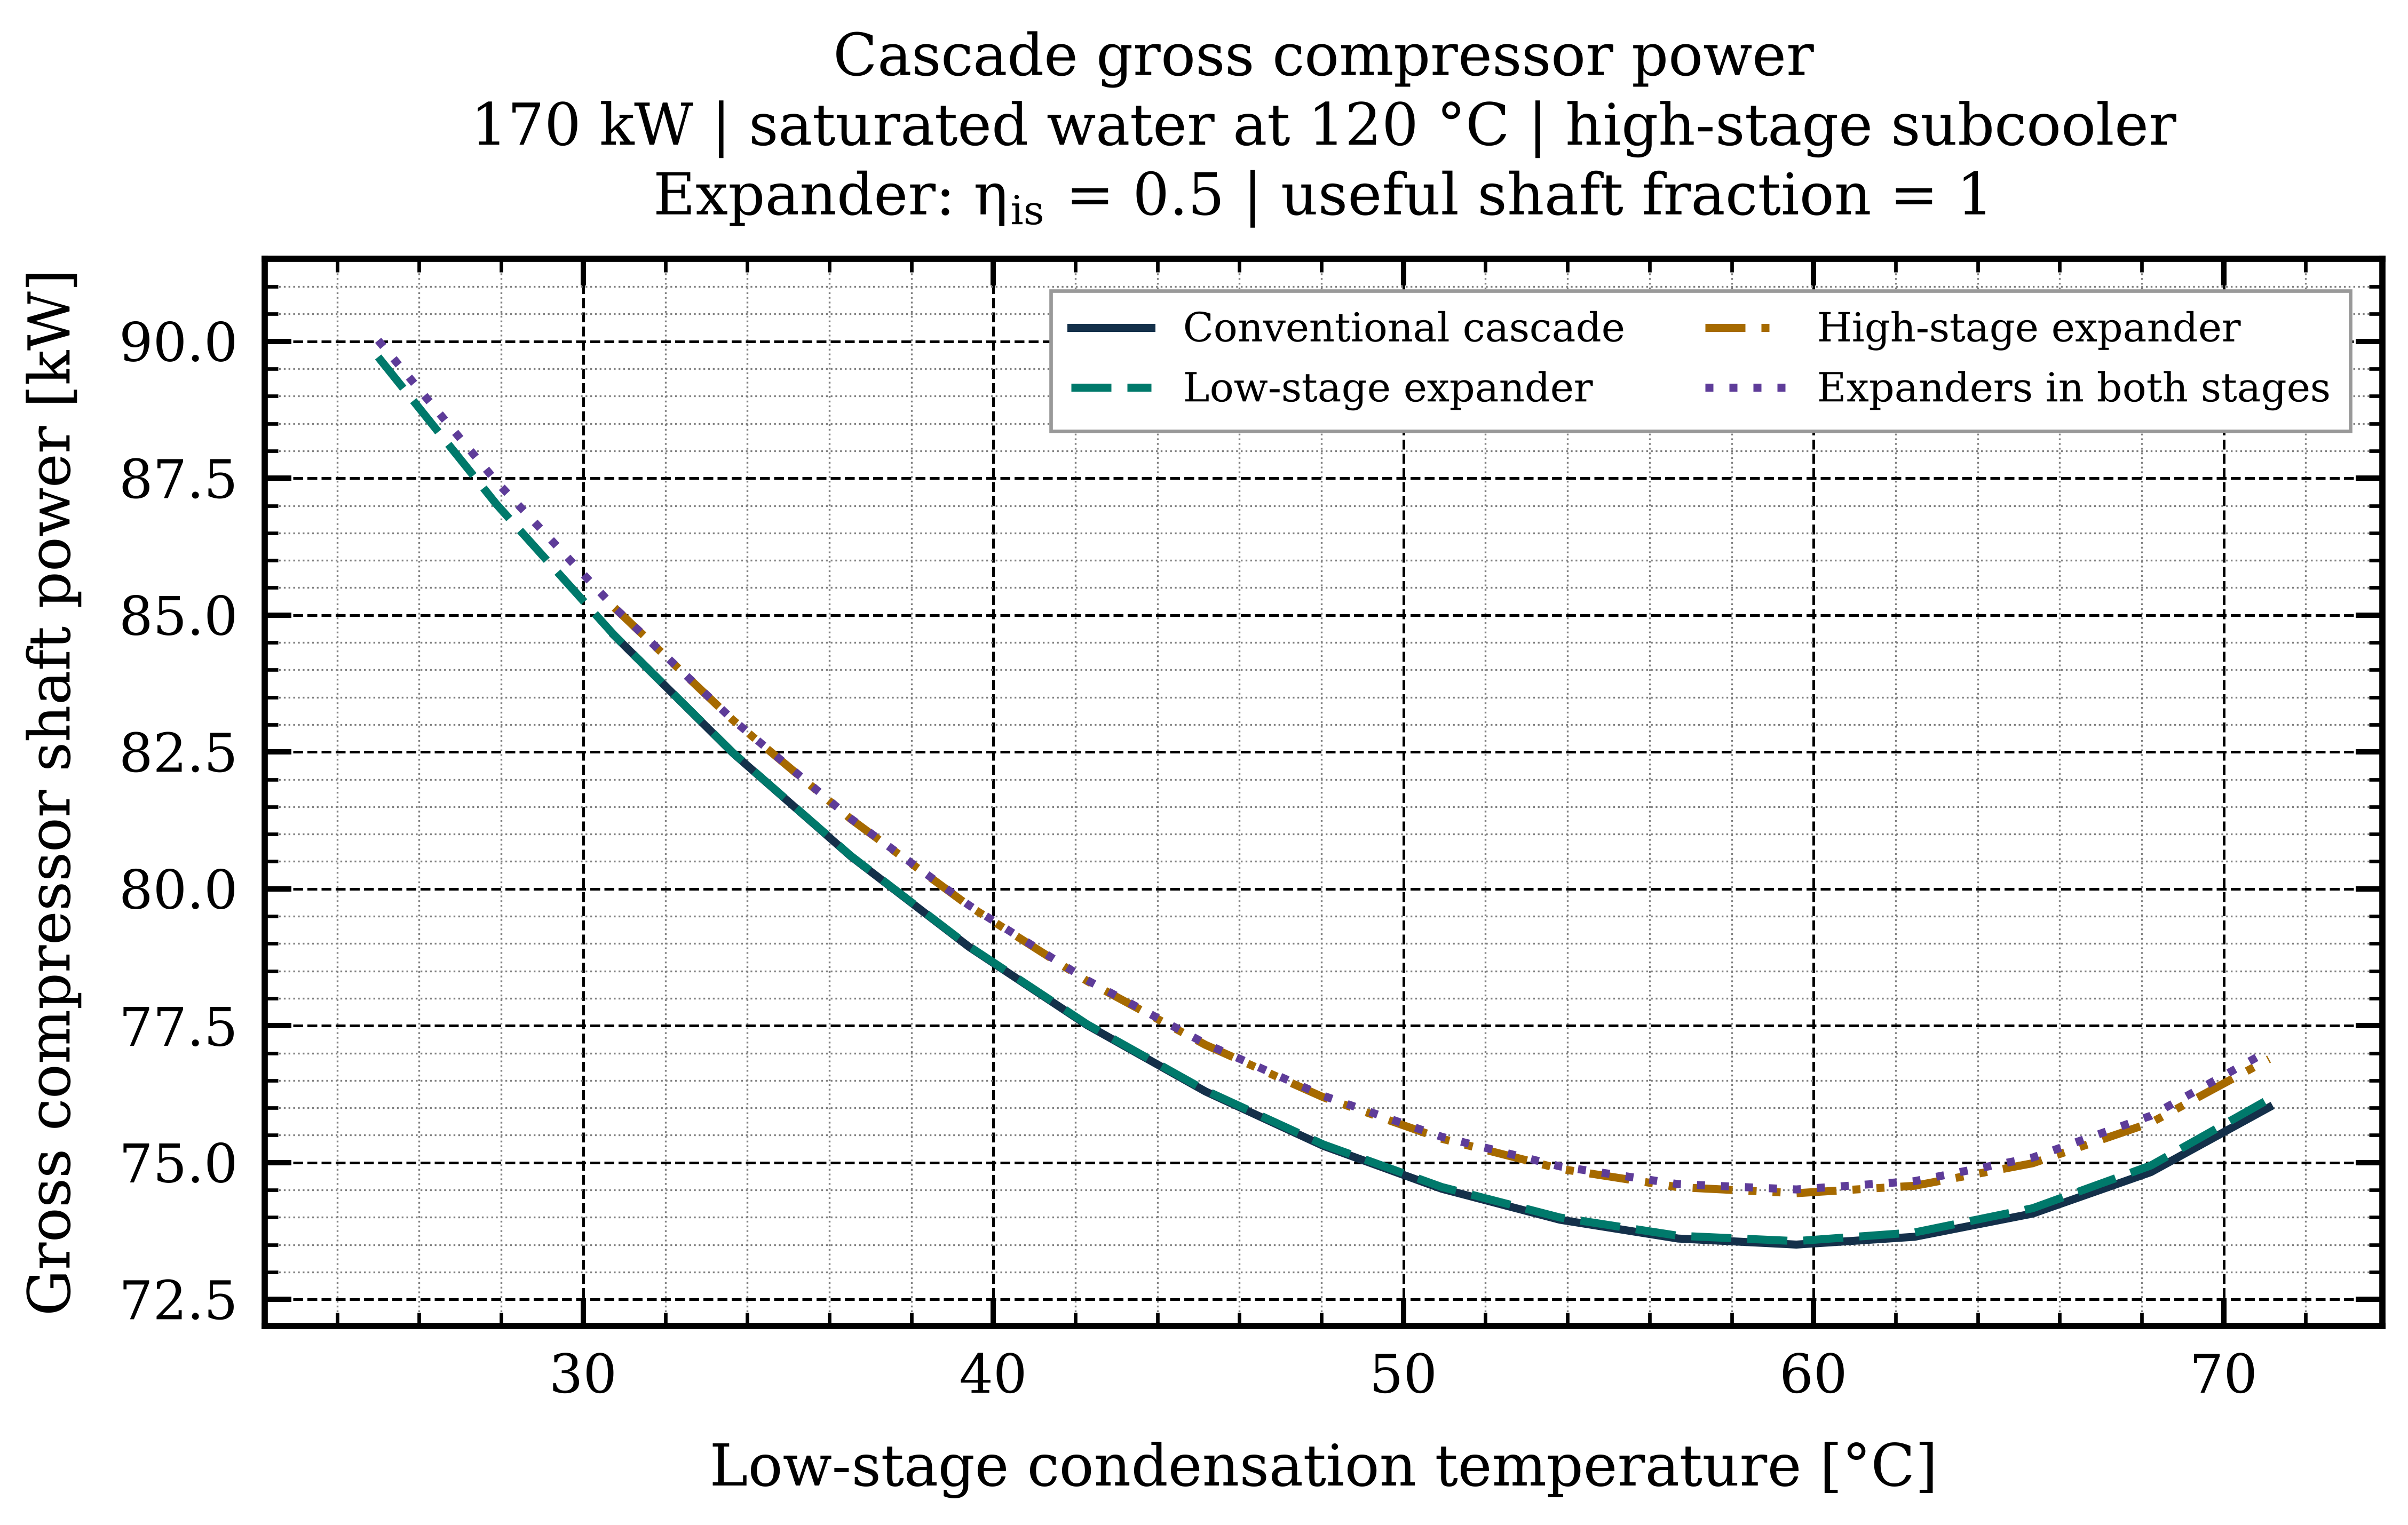 Cascade gross compressor power
170 kW | saturated water at 120 °C | high-stage subcooler
Expander: ηis = 0.5 | useful shaft fraction = 1
Gross compressor shaft power [kW]
90.0
87.5
85.0
82.5
80.0
77.5
75.0
72.5
Conventional cascade
Low-stage expander
High-stage expander
Expanders in both stages
30 40 50 60 70
Low-stage condensation temperature [°C]